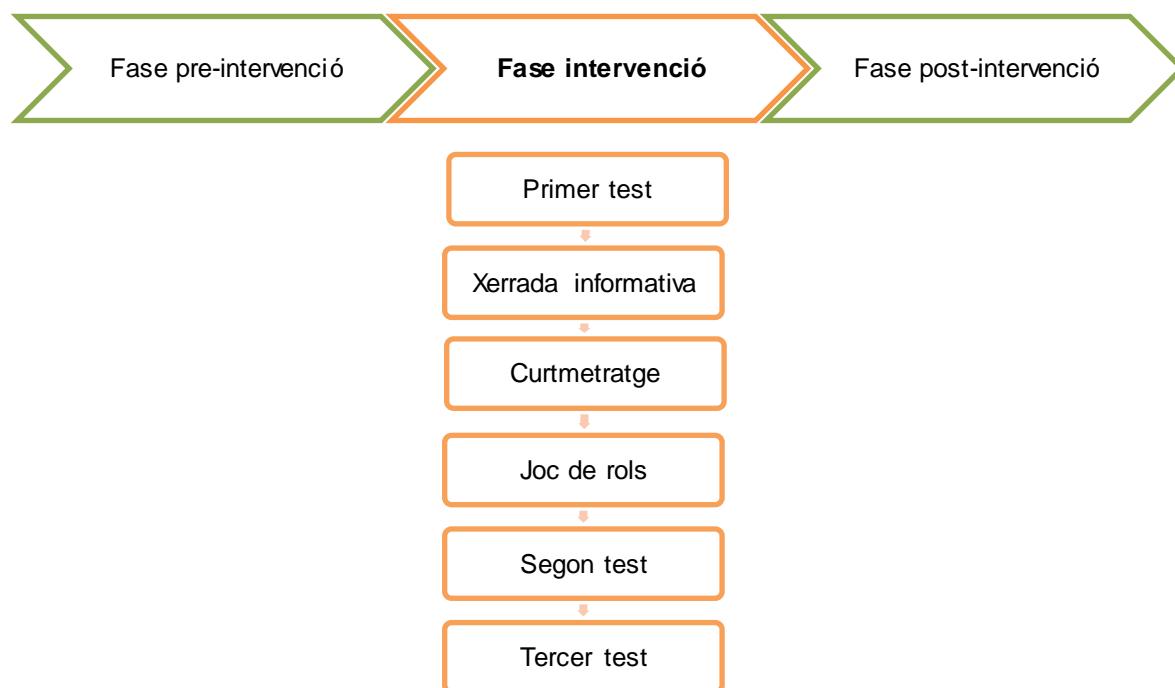 Fase pre-intervenció
Fase intervenció
Fase post-intervenció
Primer test
Xerrada informativa
Curtmetratge
Joc de rols
Segon test
Tercer test